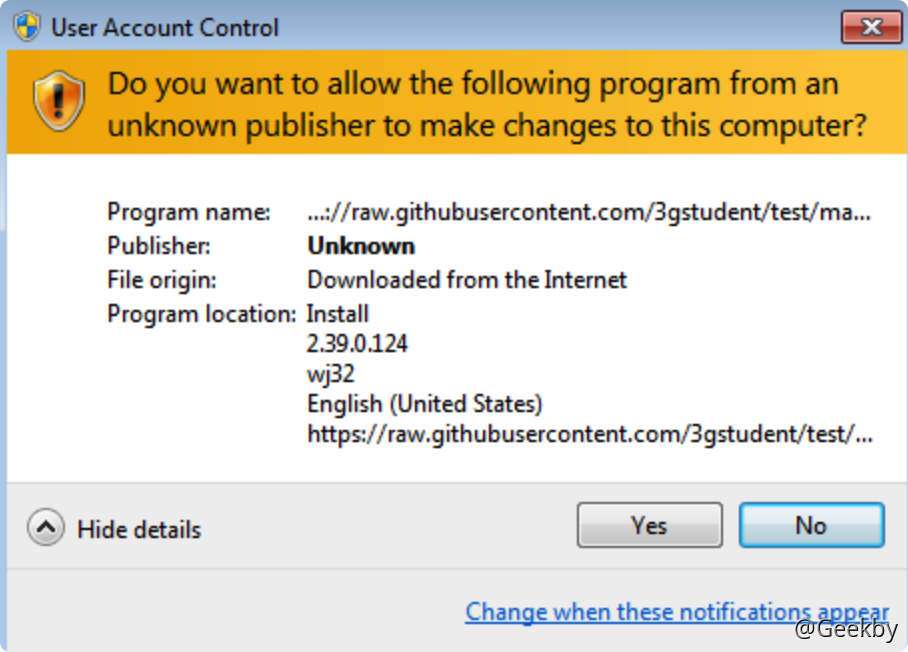 User Account Control
Do you want to allow the following program from an
unknown publisher to make changes to this computer?
Program name: ...://raw.githubusercontent.com/3gstudent/test/ma...
Publisher: Unknown
File origin: Downloaded from the Internet
Program location: Install
2.39.0.124
wj32
English (United States)
https://raw.githubusercontent.com/3gstudent/test/...
Hide details
Yes
No
Change when these notifications appear
@Geekby